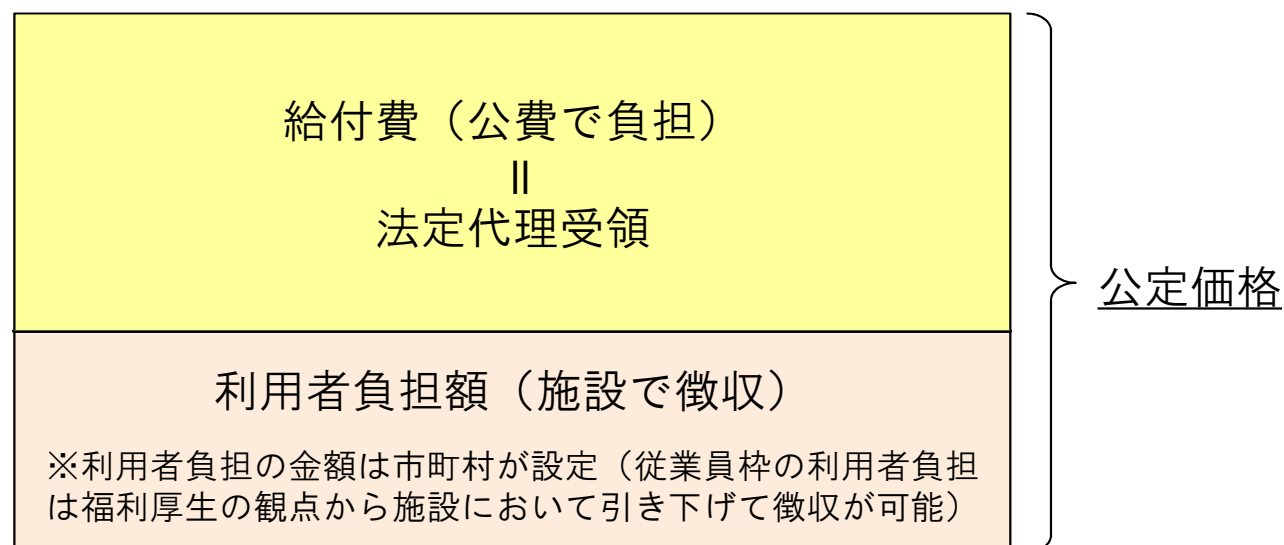 給付費（公費で負担）
＝
法定代理受領
公定価格
利用者負担額（施設で徴収）
※利用者負担の金額は市町村が設定（従業員枠の利用者負担
は福利厚生の観点から施設において引き下げて徴収が可能）